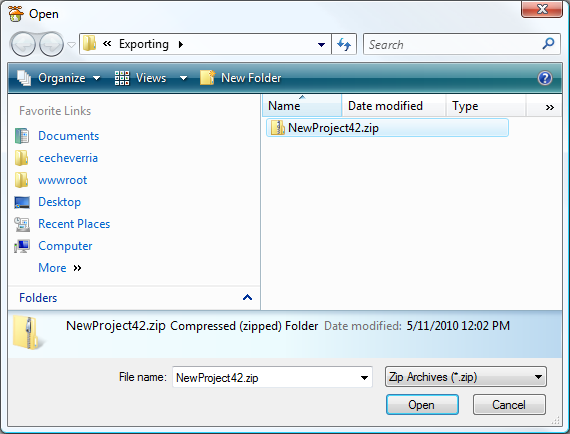 Open
« Exporting
Search
Organize Views New Folder
Favorite Links
Documents
cecheverria
wwwroot
Desktop
Recent Places
Computer
More »
Folders
Name Date modified Type »
NewProject42.zip
NewProject42.zip Compressed (zipped) Folder Date modified: 5/11/2010 12:02 PM
File name: NewProject42.zip Zip Archives (*.zip)
Open Cancel